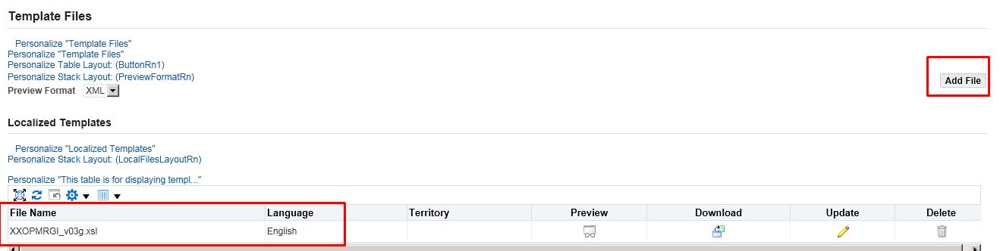 Template Files
Personalize "Template Files"
Personalize "Template Files"
Personalize Table Layout: (ButtonRn1)
Personalize Stack Layout: (PreviewFormatRn)
Add File
Preview Format XML
Localized Templates
Personalize "Localized Templates"
Personalize Stack Layout: (LocalFilesLayoutRn)
Personalize "This table is for displaying templ..."
File Name Language Territory Preview Download Update Delete
XXOPMRGI_v03g.xsl English